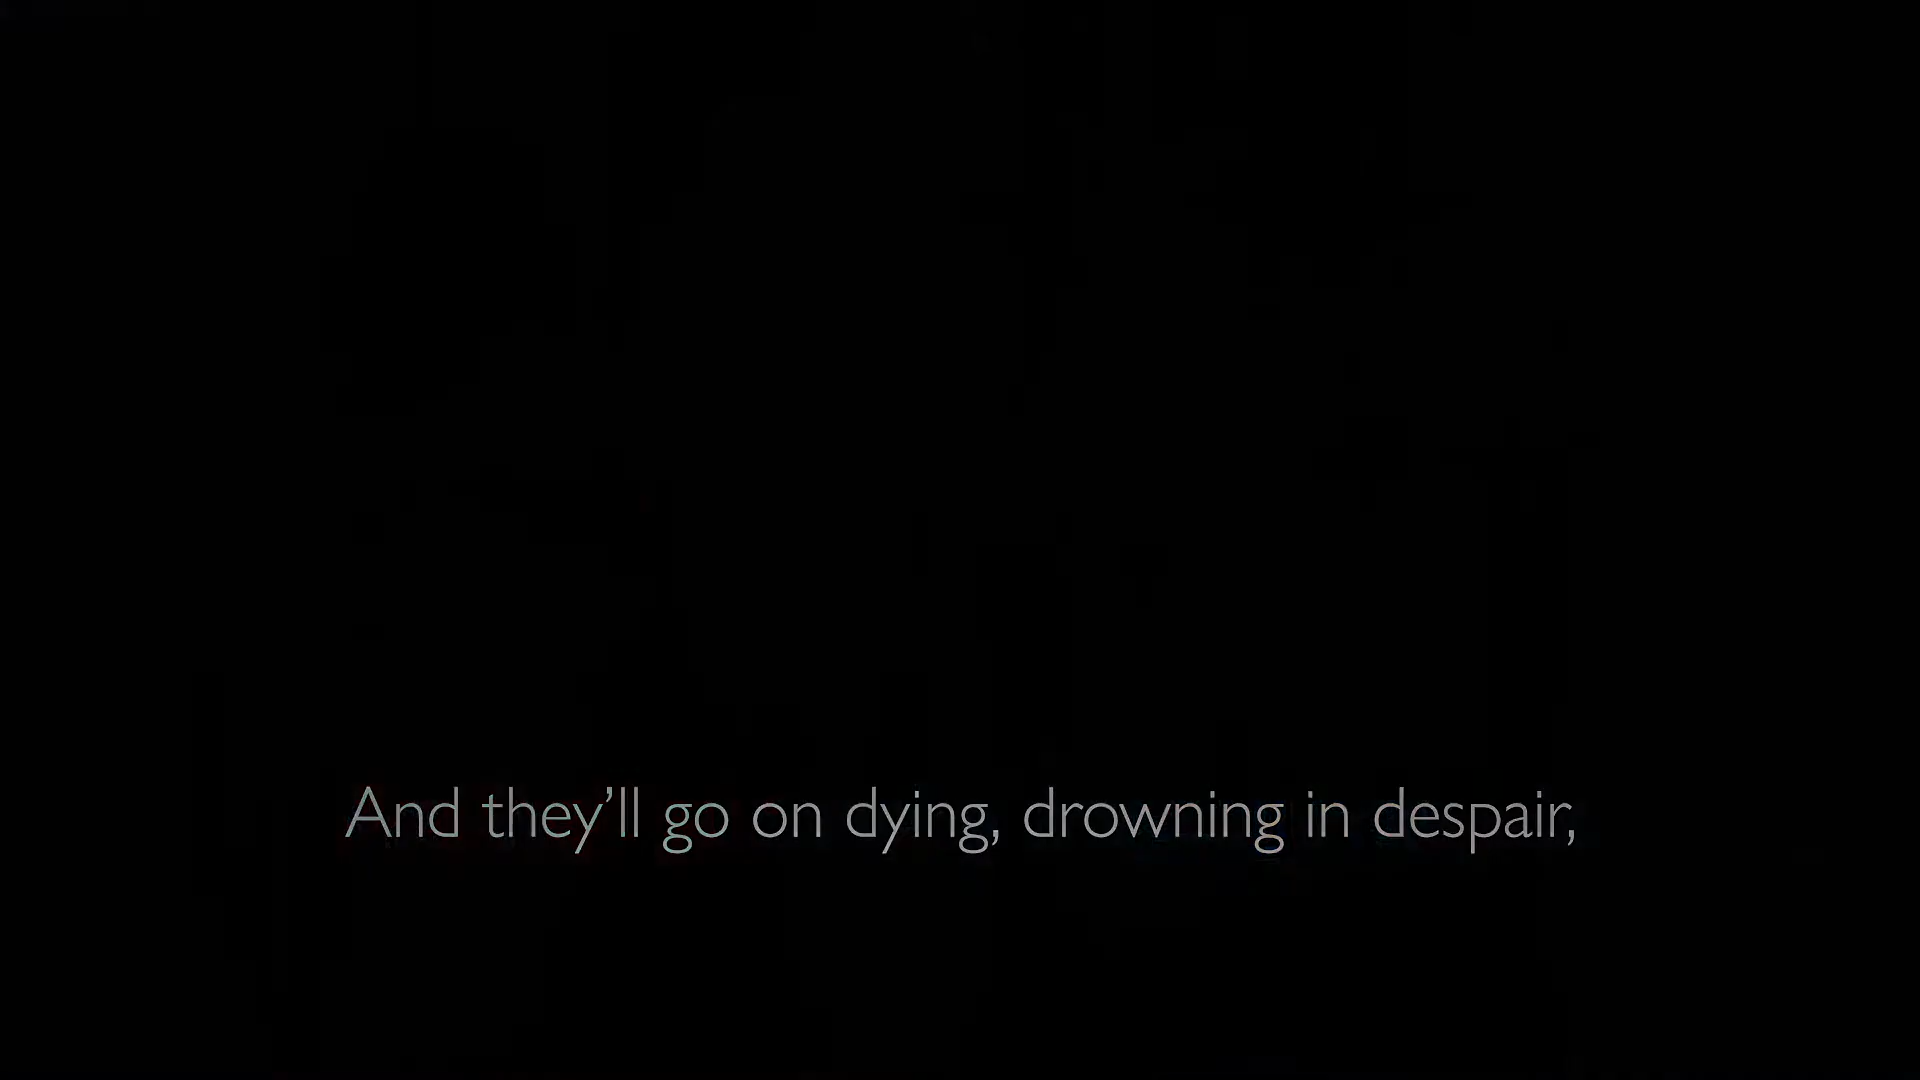 And they’ll go on dying, drowning in despair,